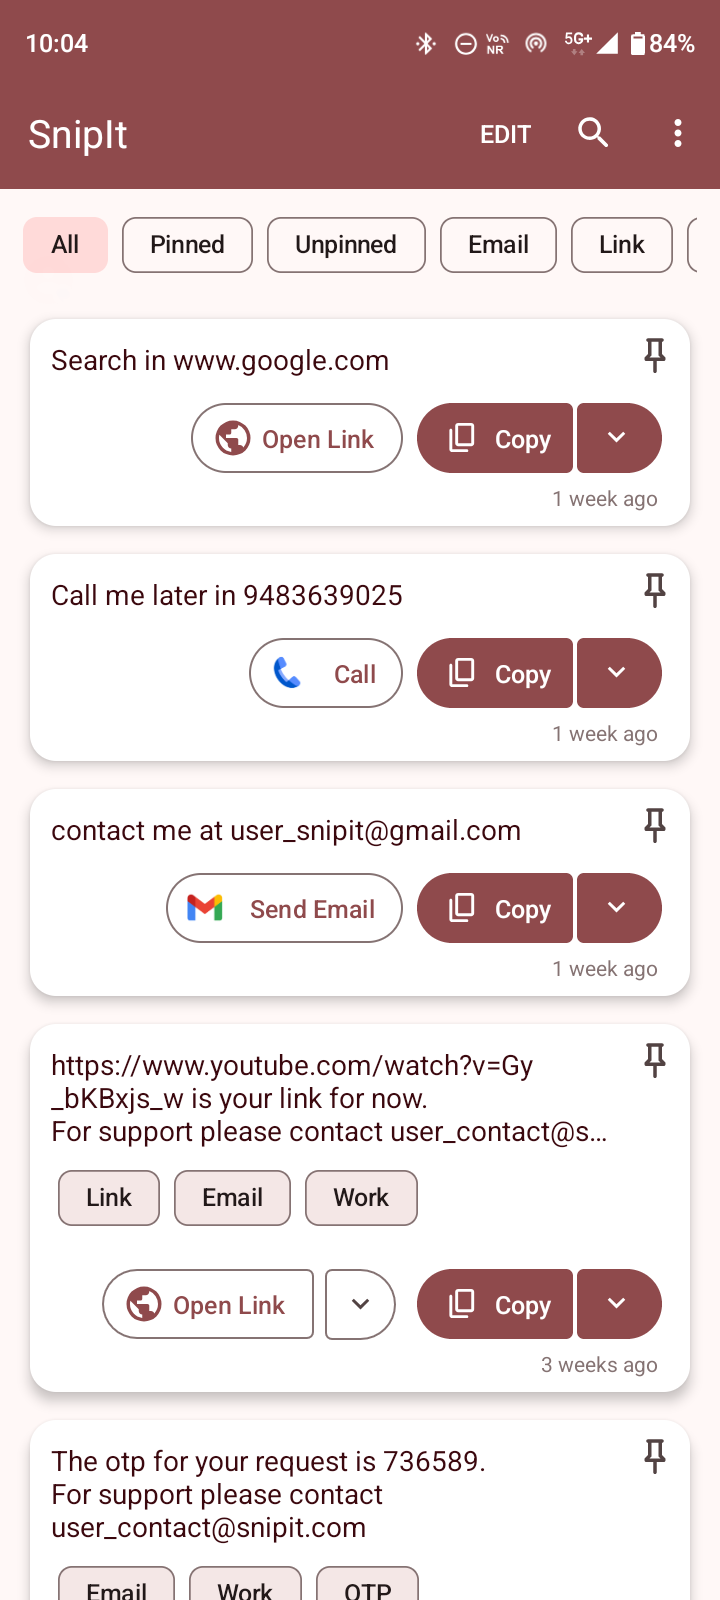 10:04
Vo
NR
5G+
84%
SnipIt
EDIT
All
Pinned
Unpinned
Email
Link
Search in www.google.com
Open Link
Copy
1 week ago
Call me later in 9483639025
Call
Copy
1 week ago
contact me at user_snipit@gmail.com
Send Email
Copy
1 week ago
https://www.youtube.com/watch?v=Gy
_bKBxjs_w is your link for now.
For support please contact user_contact@s...
Link
Email
Work
Open Link
Copy
3 weeks ago
The otp for your request is 736589.
For support please contact
user_contact@snipit.com
Email
Work
OTP